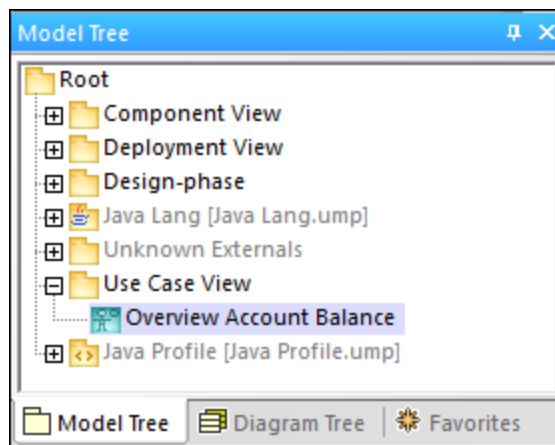 Model Tree
Root
Component View
Deployment View
Design-phase
Java Lang [Java Lang.ump]
Unknown Externals
Use Case View
Overview Account Balance
Java Profile [Java Profile.ump]
Model Tree Diagram Tree Favorites